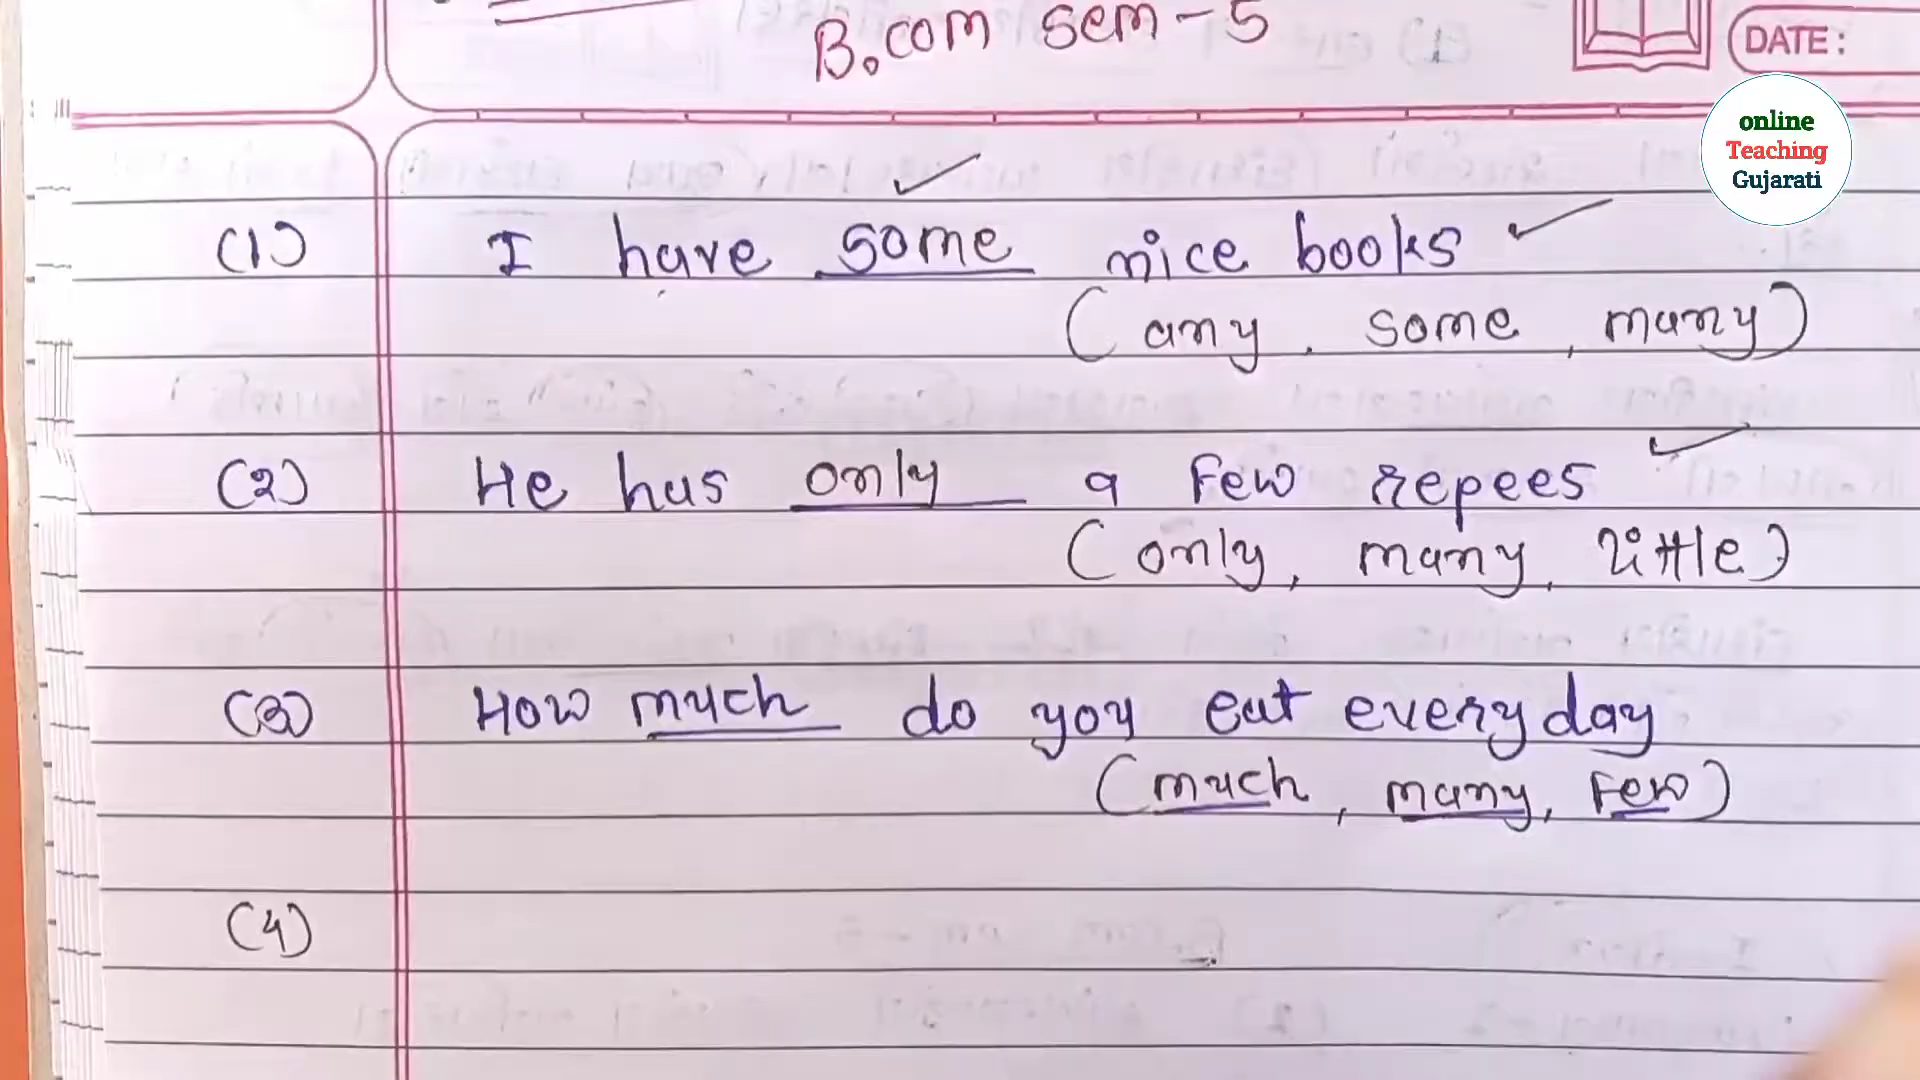 B.com sem-5
DATE:
online
Teaching
Gujarati
(1) I have some nice books
(any, some, many)
(2) He has only a few repees
(only, many, little)
(3) How much do you eat everyday
(much, many, few)
(4)